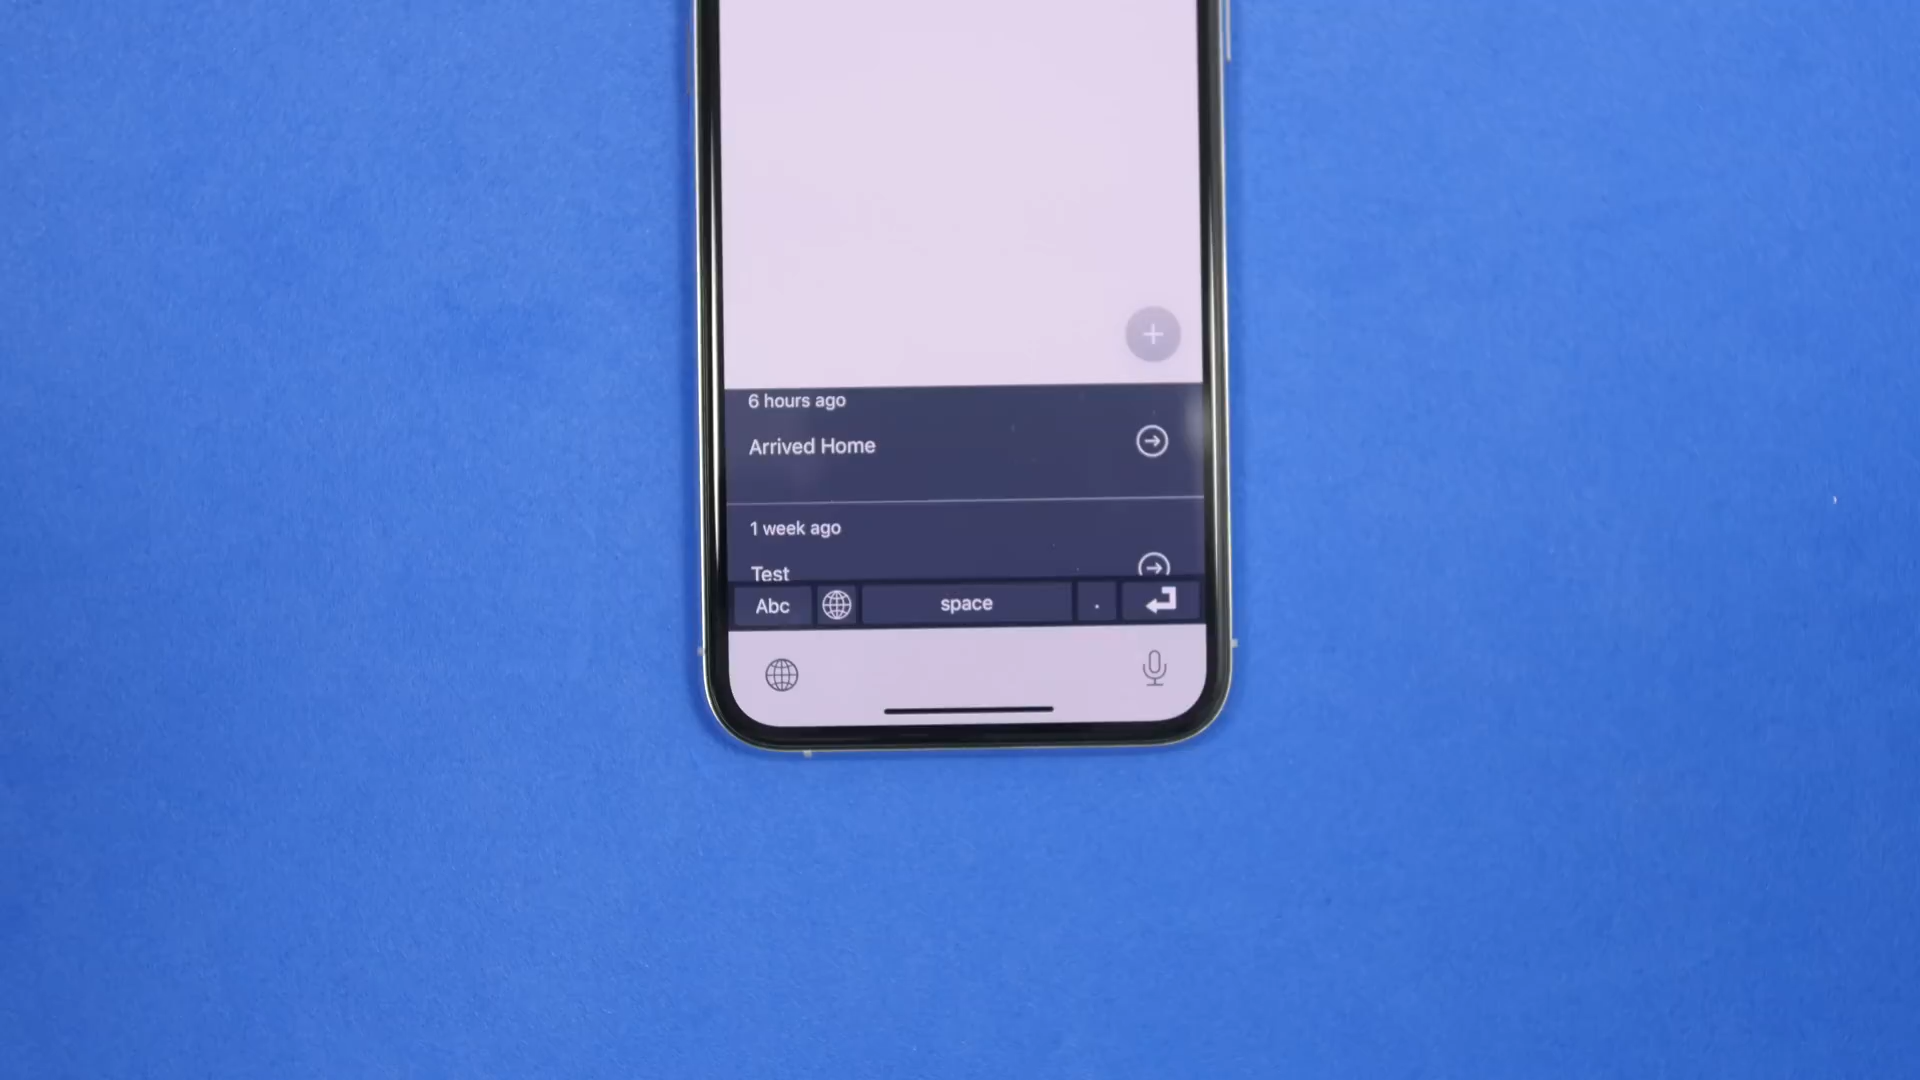 6 hours ago
Arrived Home
1 week ago
Test
Abc space .